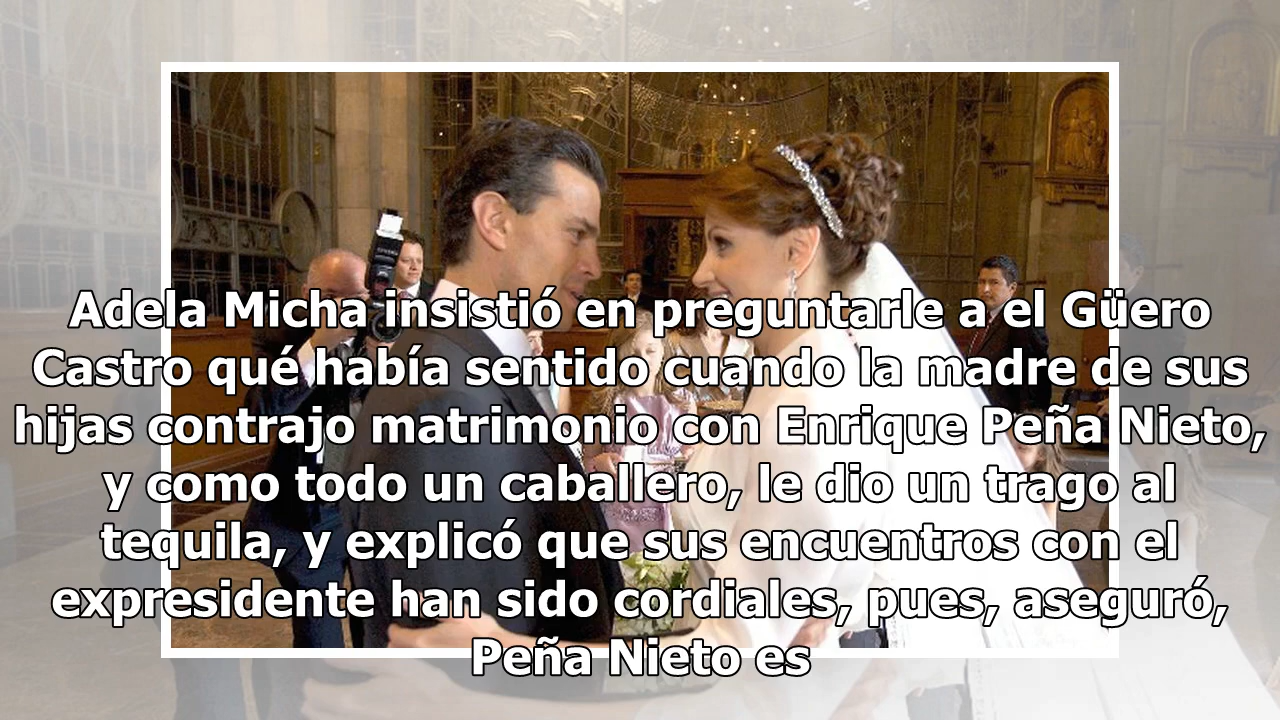 Adela Micha insistió en preguntarle a el Güero
Castro qué había sentido cuando la madre de sus
hijas contrajo matrimonio con Enrique Peña Nieto,
y como todo un caballero, le dio un trago al
tequila, y explicó que sus encuentros con el
expresidente han sido cordiales, pues, aseguró,
Peña Nieto es